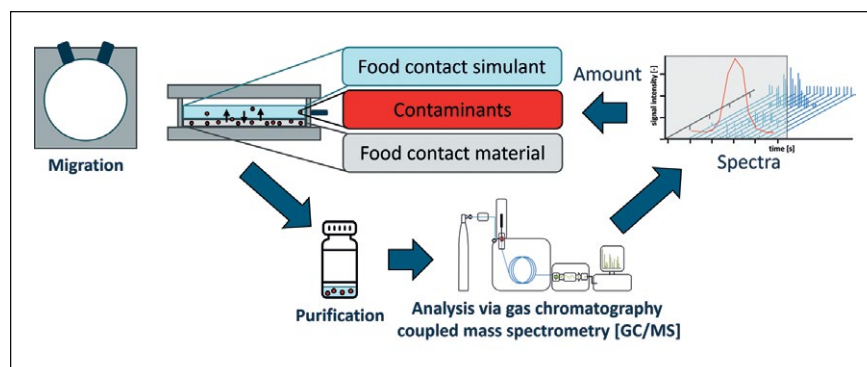 Food contact simulant
Contaminants
Food contact material
Migration
Amount
signal intensity [-]
time [s]
Spectra
Purification
Analysis via gas chromatography
coupled mass spectrometry [GC/MS]